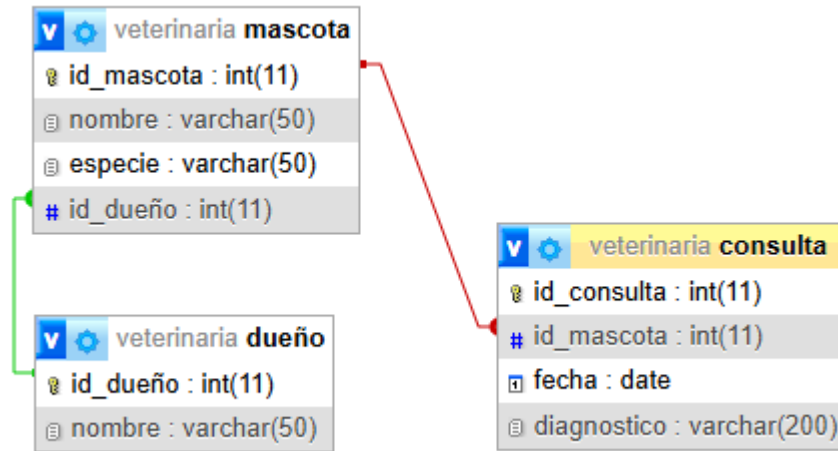 v veterinaria mascota
id_mascota : int(11)
nombre : varchar(50)
especie : varchar(50)
# id_dueño : int(11)
v veterinaria dueño
id_dueño : int(11)
nombre : varchar(50)
v veterinaria consulta
id_consulta : int(11)
# id_mascota : int(11)
fecha : date
diagnostico : varchar(200)